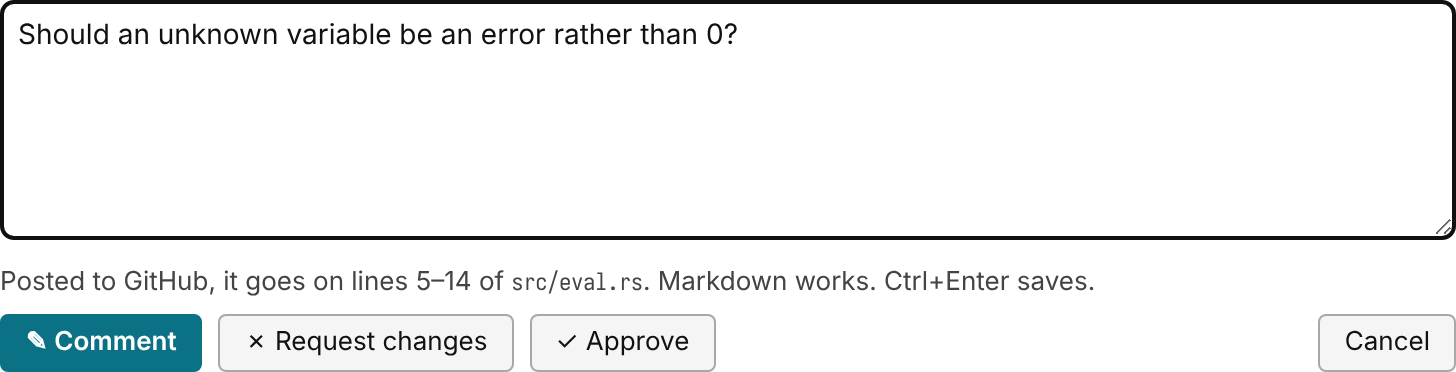 Should an unknown variable be an error rather than 0?
Posted to GitHub, it goes on lines 5–14 of src/eval.rs. Markdown works. Ctrl+Enter saves.
✎ Comment × Request changes ✓ Approve Cancel